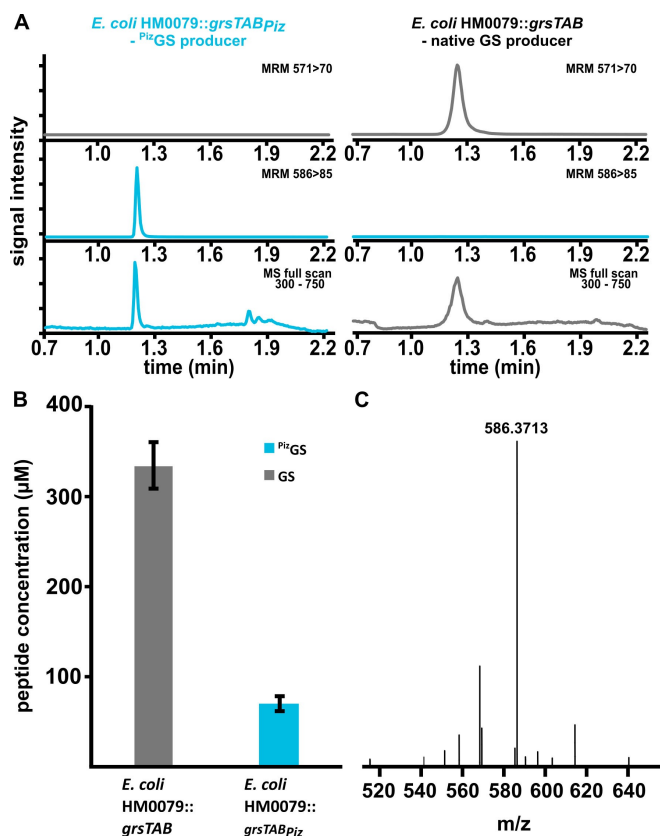 A
E. coli HM0079::grsTABPiz
- PizGS producer
E. coli HM0079::grsTAB
- native GS producer
signal intensity
MRM 571>70
MRM 571>70
1.0 1.3 1.6 1.9 2.2
0.7 1.0 1.3 1.6 1.9 2.2
MRM 586>85
MRM 586>85
1.0 1.3 1.6 1.9 2.2
0.7 1.0 1.3 1.6 1.9 2.2
MS full scan
300 - 750
MS full scan
300 - 750
0.7 1.0 1.3 1.6 1.9 2.2
0.7 1.0 1.3 1.6 1.9 2.2
time (min)
time (min)
B
peptide concentration (µM)
400
300
200
100
PizGS
GS
E. coli
HM0079::
grsTAB
E. coli
HM0079::
grsTABPiz
C
586.3713
520 540 560 580 600 620 640
m/z